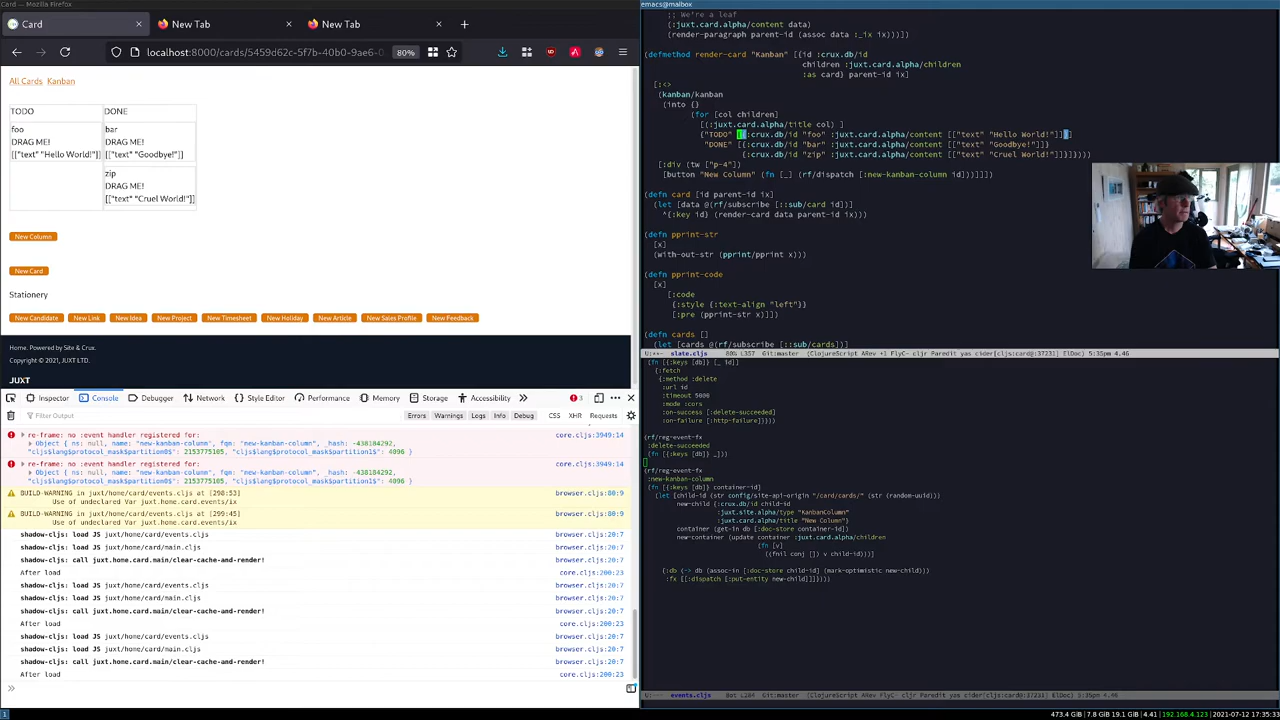 Card — Mozilla Firefox
Card
New Tab
New Tab
localhost:8000/cards/5459d62c-5f7b-40b0-9ae6-
80%
All Cards Kanban
TODO DONE
foo bar
DRAG ME! DRAG ME!
[["text" "Hello World!"]] [["text" "Goodbye!"]]
zip
DRAG ME!
[["text" "Cruel World!"]]
New Column
New Card
Stationery
New Candidate New Link New Idea New Project New Timesheet New Holiday New Article New Sales Profile New Feedback
Home. Powered by Site & Crux.
Copyright © 2021, JUXT LTD.
JUXT
Inspector Console Debugger Network Style Editor Performance Memory Storage Accessibility 3
Filter Output Errors Warnings Logs Info Debug CSS XHR Requests
re-frame: no :event handler registered for: core.cljs:3949:14
Object { ns: null, name: "new-kanban-column", fqn: "new-kanban-column", _hash: -438184292,
"cljs$lang$protocol_mask$partition0$": 2153775105, "cljs$lang$protocol_mask$partition1$": 4096 }
re-frame: no :event handler registered for: core.cljs:3949:14
Object { ns: null, name: "new-kanban-column", fqn: "new-kanban-column", _hash: -438184292,
"cljs$lang$protocol_mask$partition0$": 2153775105, "cljs$lang$protocol_mask$partition1$": 4096 }
BUILD-WARNING in juxt/home/card/events.cljs at [298:53] browser.cljs:80:9
Use of undeclared Var juxt.home.card.events/ix
BUILD-WARNING in juxt/home/card/events.cljs at [299:45] browser.cljs:80:9
Use of undeclared Var juxt.home.card.events/ix
shadow-cljs: load JS juxt/home/card/events.cljs browser.cljs:20:7
shadow-cljs: load JS juxt/home/card/main.cljs browser.cljs:20:7
shadow-cljs: call juxt.home.card.main/clear-cache-and-render! browser.cljs:20:7
After load core.cljs:200:23
shadow-cljs: load JS juxt/home/card/events.cljs browser.cljs:20:7
shadow-cljs: load JS juxt/home/card/main.cljs browser.cljs:20:7
shadow-cljs: call juxt.home.card.main/clear-cache-and-render! browser.cljs:20:7
After load core.cljs:200:23
shadow-cljs: load JS juxt/home/card/events.cljs browser.cljs:20:7
shadow-cljs: load JS juxt/home/card/main.cljs browser.cljs:20:7
shadow-cljs: call juxt.home.card.main/clear-cache-and-render! browser.cljs:20:7
After load core.cljs:200:23
emacs@malbox
;; We're a leaf
(:juxt.card.alpha/content data)
(render-paragraph parent-id (assoc data :_ix ix)))])
(defmethod render-card "Kanban" [{id :crux.db/id
children :juxt.card.alpha/children
:as card} parent-id ix]
[:<>
(kanban/kanban
(into {}
(for [col children]
[(:juxt.card.alpha/title col) ]
{"TODO" [{:crux.db/id "foo" :juxt.card.alpha/content [["text" "Hello World!"]]}]
"DONE" [{:crux.db/id "bar" :juxt.card.alpha/content [["text" "Goodbye!"]]}
{:crux.db/id "zip" :juxt.card.alpha/content [["text" "Cruel World!"]]}]})))
[:div (tw ["p-4"])
[button "New Column" (fn [_] (rf/dispatch [:new-kanban-column id]))]]])
(defn card [id parent-id ix]
(let [data @(rf/subscribe [::sub/card id])]
^{:key id} (render-card data parent-id ix)))
(defn pprint-str
[x]
(with-out-str (pprint/pprint x)))
(defn pprint-code
[x]
[:code
{:style {:text-align "left"}}
[:pre (pprint-str x)]])
(defn cards []
(let [cards @(rf/subscribe [::sub/cards])]
U:**- slate.cljs 80% L357 Git:master (ClojureScript ARev +1 FlyC- cljr Paredit yas cider[cljs:card@:37231] ElDoc) 5:35pm 4.46
(fn [{:keys [db]} [_ id]]
{:fetch
{:method :delete
:url id
:timeout 5000
:mode :cors
:on-success [:delete-succeeded]
:on-failure [:http-failure]}}))
(rf/reg-event-fx
:delete-succeeded
(fn [{:keys [db]} _]))
(rf/reg-event-fx
:new-kanban-column
(fn [{:keys [db]} container-id]
(let [child-id (str config/site-api-origin "/card/cards/" (str (random-uuid)))
new-child {:crux.db/id child-id
:juxt.site.alpha/type "KanbanColumn"
:juxt.card.alpha/title "New Column"}
container (get-in db [:doc-store container-id])
new-container (update container :juxt.card.alpha/children
(fn [v]
((fnil conj []) v child-id)))]
{:db (-> db (assoc-in [:doc-store child-id] (mark-optimistic new-child)))
:fx [[:dispatch [:put-entity new-child]]]})))
U:--- events.cljs Bot L284 Git:master (ClojureScript ARev FlyC- cljr Paredit yas cider[cljs:card@:37231] ElDoc) 5:35pm 4.46
1
473.4 GiB | 7.8 GiB 19.1 GiB | 4.41 | 192.168.4.123 | 2021-07-12 17:35:33